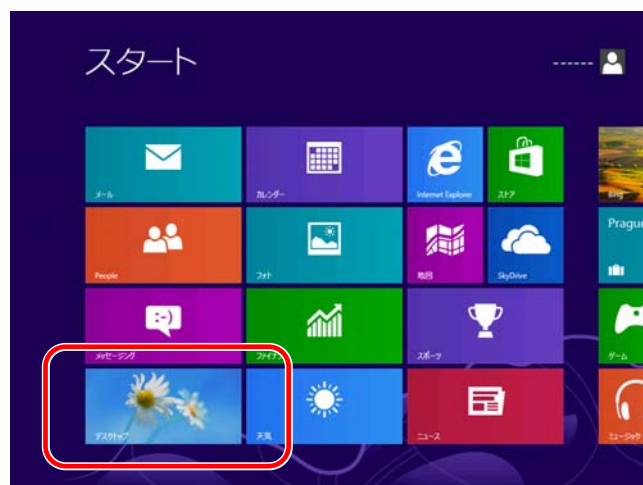 スタート
------
メール
カレンダー
Internet Explorer
ストア
Bing
People
フォト
地図
SkyDrive
Prague
メッセージング
:-)
ファイナンス
スポーツ
ゲーム
デスクトップ
天気
ニュース
ミュージック